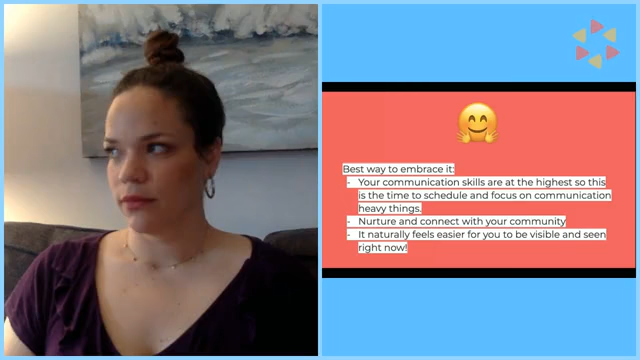 Best way to embrace it:
- Your communication skills are at the highest so this
is the time to schedule and focus on communication
heavy things.
- Nurture and connect with your community
- It naturally feels easier for you to be visible and seen
right now!